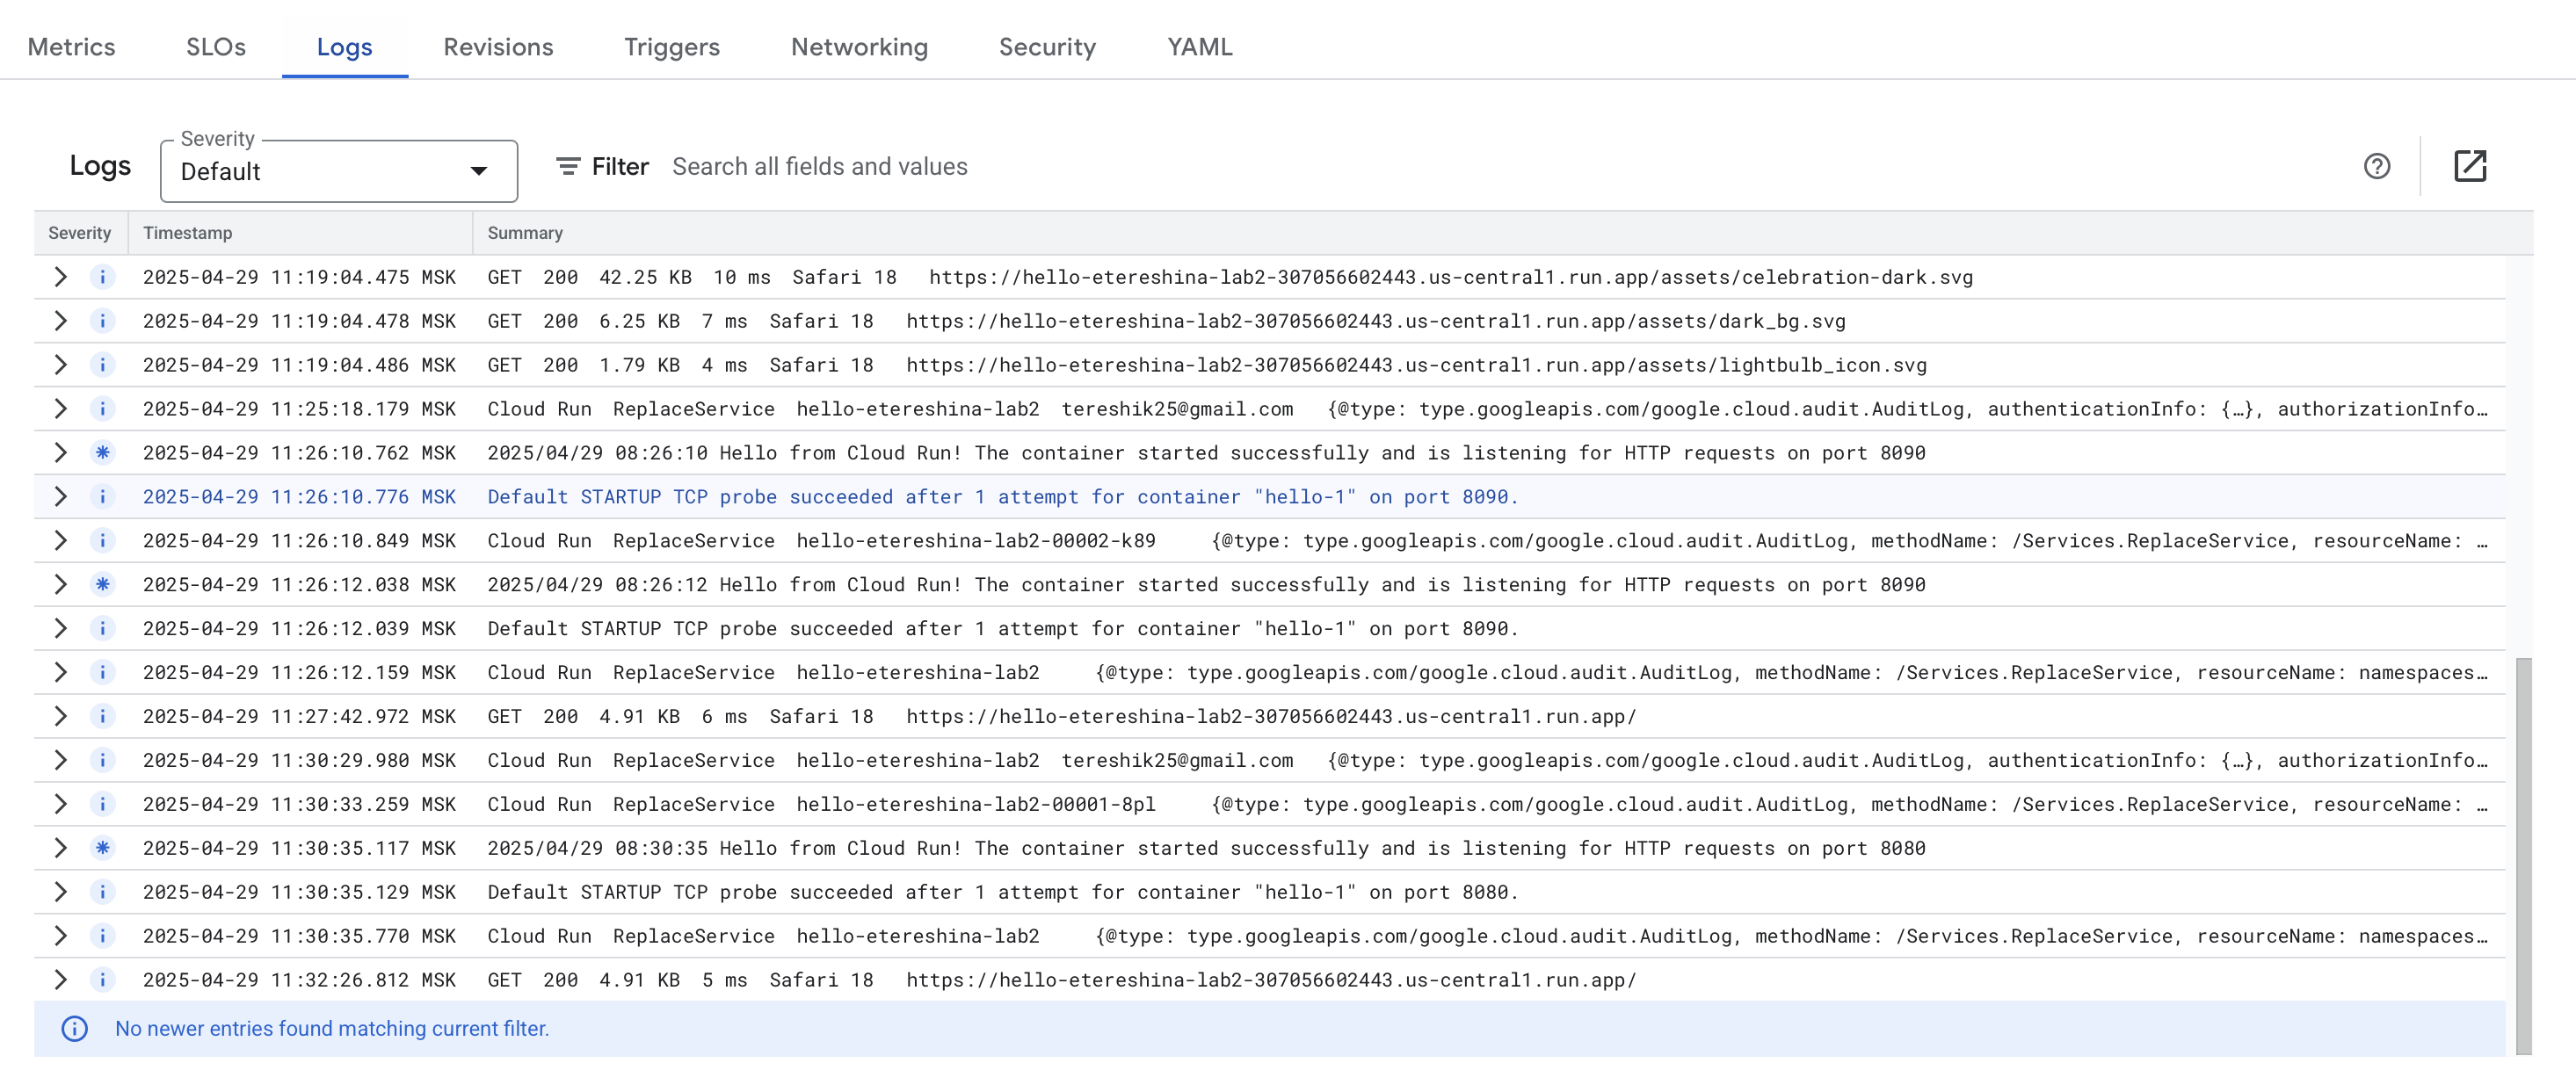 Metrics SLOs Logs Revisions Triggers Networking Security YAML
Logs Severity Default Filter Search all fields and values
Severity Timestamp Summary
2025-04-29 11:19:04.475 MSK GET 200 42.25 KB 10 ms Safari 18 https://hello-etereshina-lab2-307056602443.us-central1.run.app/assets/celebration-dark.svg
2025-04-29 11:19:04.478 MSK GET 200 6.25 KB 7 ms Safari 18 https://hello-etereshina-lab2-307056602443.us-central1.run.app/assets/dark_bg.svg
2025-04-29 11:19:04.486 MSK GET 200 1.79 KB 4 ms Safari 18 https://hello-etereshina-lab2-307056602443.us-central1.run.app/assets/lightbulb_icon.svg
2025-04-29 11:25:18.179 MSK Cloud Run ReplaceService hello-etereshina-lab2 tereshik25@gmail.com {@type: type.googleapis.com/google.cloud.audit.AuditLog, authenticationInfo: {…}, authorizationInfo…
2025-04-29 11:26:10.762 MSK 2025/04/29 08:26:10 Hello from Cloud Run! The container started successfully and is listening for HTTP requests on port 8090
2025-04-29 11:26:10.776 MSK Default STARTUP TCP probe succeeded after 1 attempt for container "hello-1" on port 8090.
2025-04-29 11:26:10.849 MSK Cloud Run ReplaceService hello-etereshina-lab2-00002-k89 {@type: type.googleapis.com/google.cloud.audit.AuditLog, methodName: /Services.ReplaceService, resourceName: …
2025-04-29 11:26:12.038 MSK 2025/04/29 08:26:12 Hello from Cloud Run! The container started successfully and is listening for HTTP requests on port 8090
2025-04-29 11:26:12.039 MSK Default STARTUP TCP probe succeeded after 1 attempt for container "hello-1" on port 8090.
2025-04-29 11:26:12.159 MSK Cloud Run ReplaceService hello-etereshina-lab2 {@type: type.googleapis.com/google.cloud.audit.AuditLog, methodName: /Services.ReplaceService, resourceName: namespaces…
2025-04-29 11:27:42.972 MSK GET 200 4.91 KB 6 ms Safari 18 https://hello-etereshina-lab2-307056602443.us-central1.run.app/
2025-04-29 11:30:29.980 MSK Cloud Run ReplaceService hello-etereshina-lab2 tereshik25@gmail.com {@type: type.googleapis.com/google.cloud.audit.AuditLog, authenticationInfo: {…}, authorizationInfo…
2025-04-29 11:30:33.259 MSK Cloud Run ReplaceService hello-etereshina-lab2-00001-8pl {@type: type.googleapis.com/google.cloud.audit.AuditLog, methodName: /Services.ReplaceService, resourceName: …
2025-04-29 11:30:35.117 MSK 2025/04/29 08:30:35 Hello from Cloud Run! The container started successfully and is listening for HTTP requests on port 8080
2025-04-29 11:30:35.129 MSK Default STARTUP TCP probe succeeded after 1 attempt for container "hello-1" on port 8080.
2025-04-29 11:30:35.770 MSK Cloud Run ReplaceService hello-etereshina-lab2 {@type: type.googleapis.com/google.cloud.audit.AuditLog, methodName: /Services.ReplaceService, resourceName: namespaces…
2025-04-29 11:32:26.812 MSK GET 200 4.91 KB 5 ms Safari 18 https://hello-etereshina-lab2-307056602443.us-central1.run.app/
No newer entries found matching current filter.